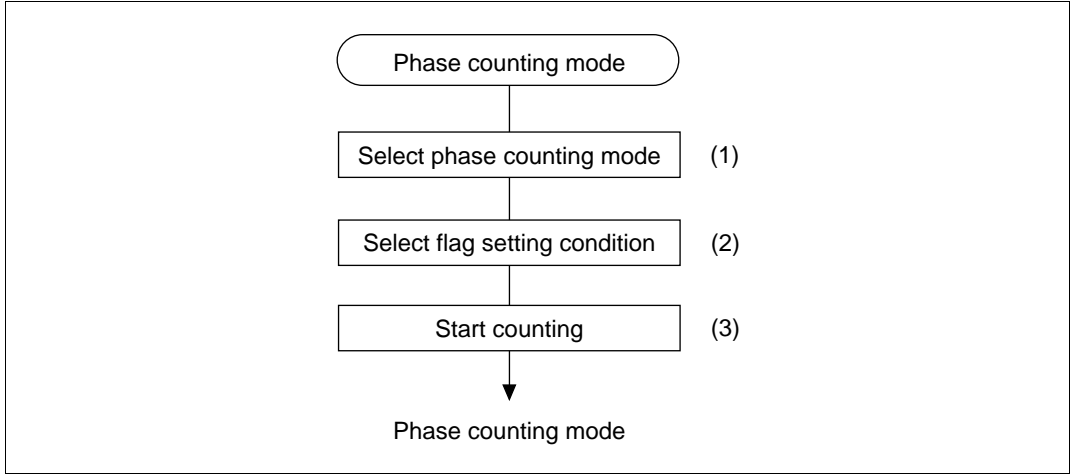 Phase counting mode
Select phase counting mode (1)
Select flag setting condition (2)
Start counting (3)
Phase counting mode